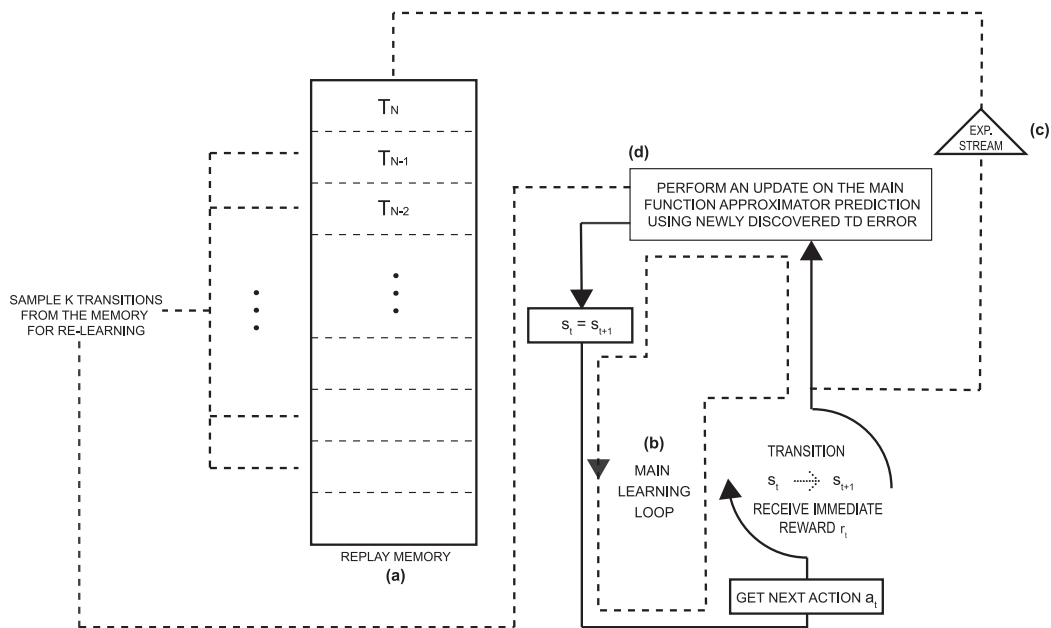 T_N
T_N-1
T_N-2
SAMPLE K TRANSITIONS
FROM THE MEMORY
FOR RE-LEARNING
REPLAY MEMORY
(a)
EXP.
STREAM
(c)
(d)
PERFORM AN UPDATE ON THE MAIN
FUNCTION APPROXIMATOR PREDICTION
USING NEWLY DISCOVERED TD ERROR
s_t = s_t+1
(b)
MAIN
LEARNING
LOOP
TRANSITION
s_t s_t+1
RECEIVE IMMEDIATE
REWARD r_t
GET NEXT ACTION a_t